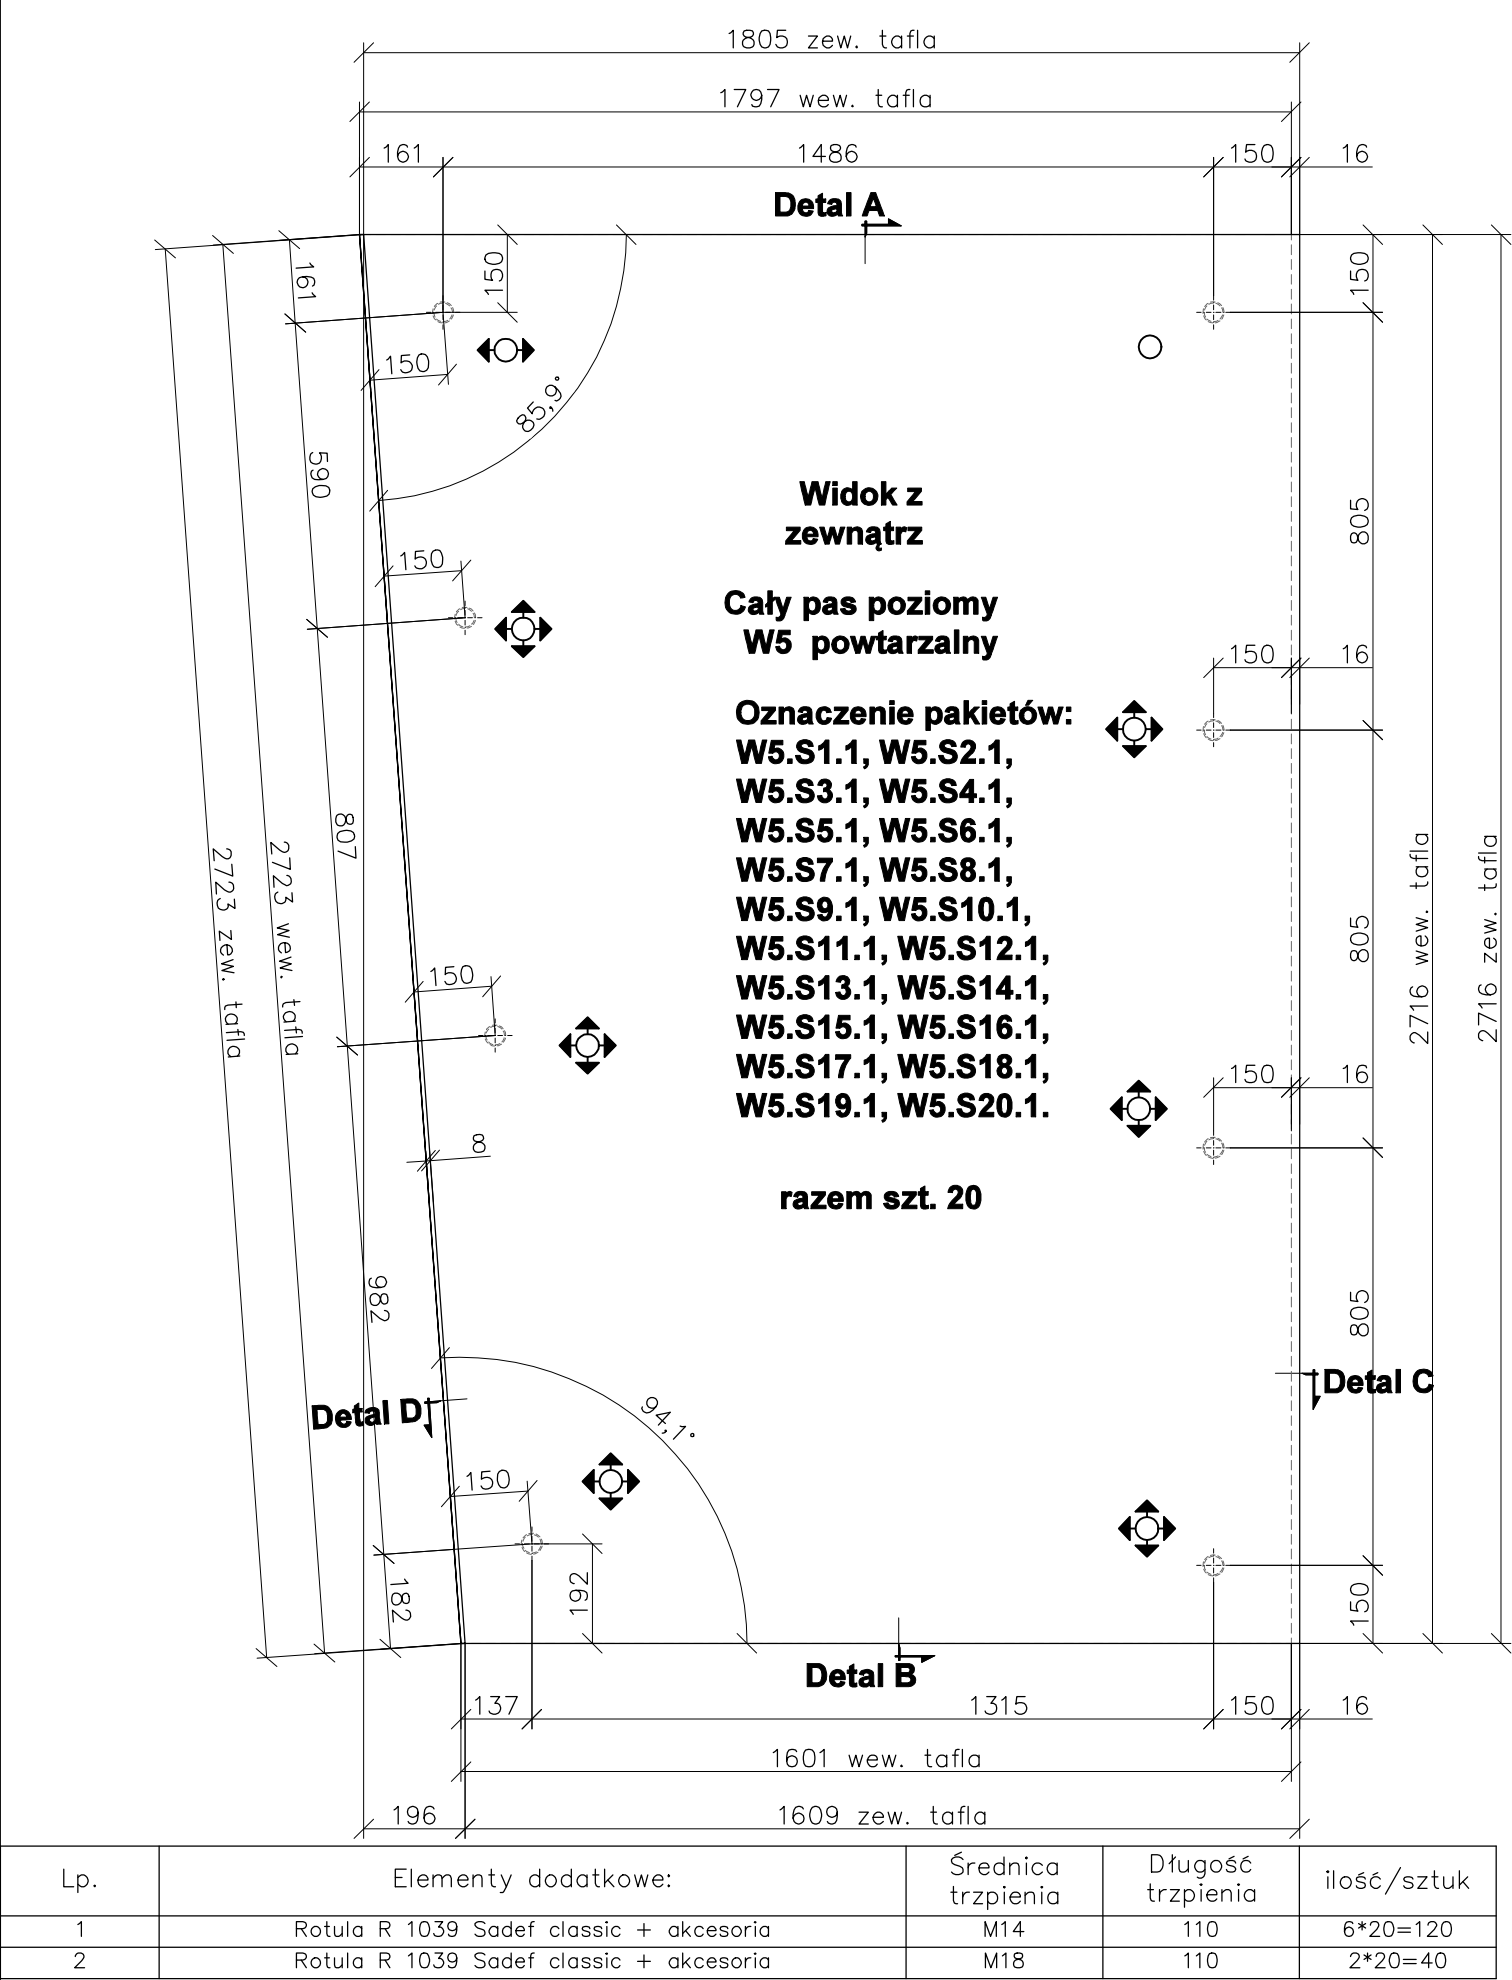 1805 zew. tafla
1797 wew. tafla
161 1486 150 16
Detal A
161
150
150
150
85,9°
590
Widok z
zewnątrz
805
150
Cały pas poziomy
W5 powtarzalny
150 16
Oznaczenie pakietów:
W5.S1.1, W5.S2.1,
W5.S3.1, W5.S4.1,
W5.S5.1, W5.S6.1,
W5.S7.1, W5.S8.1,
W5.S9.1, W5.S10.1,
W5.S11.1, W5.S12.1,
W5.S13.1, W5.S14.1,
W5.S15.1, W5.S16.1,
W5.S17.1, W5.S18.1,
W5.S19.1, W5.S20.1.
807
2723 zew. tafla
2723 wew. tafla
2716 wew. tafla
2716 zew. tafla
805
150
150 16
8
razem szt. 20
982
805
Detal D
Detal C
94,1°
150
182
192
150
Detal B
137 1315 150 16
1601 wew. tafla
196 1609 zew. tafla
Lp. Elementy dodatkowe: Średnica trzpienia Długość trzpienia ilość/sztuk
1 Rotula R 1039 Sadef classic + akcesoria M14 110 6*20=120
2 Rotula R 1039 Sadef classic + akcesoria M18 110 2*20=40